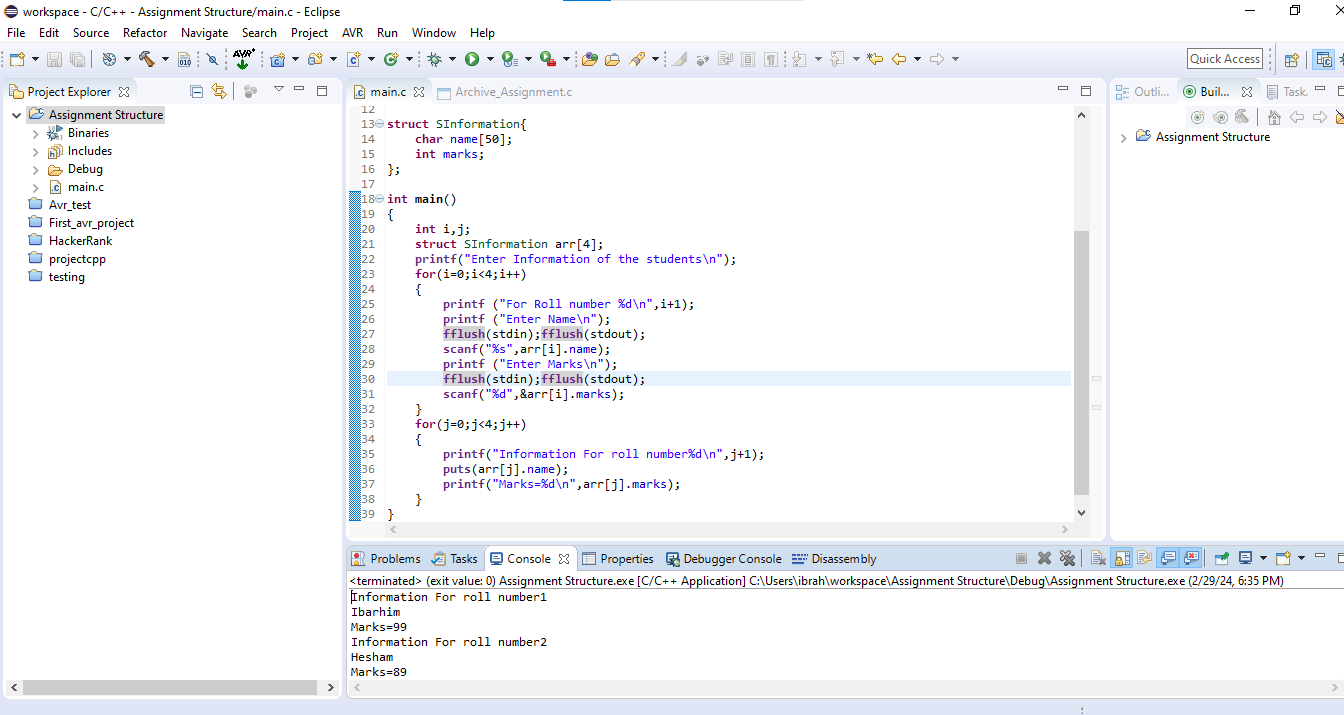 workspace - C/C++ - Assignment Structure/main.c - Eclipse
File Edit Source Refactor Navigate Search Project AVR Run Window Help
010 AVR Quick Access
Project Explorer
Assignment Structure
Binaries
Includes
Debug
main.c
Avr_test
First_avr_project
HackerRank
projectcpp
testing
main.c Archive_Assignment.c
12
13 struct SInformation{
14 char name[50];
15 int marks;
16 };
17
18 int main()
19 {
20 int i,j;
21 struct SInformation arr[4];
22 printf("Enter Information of the students\n");
23 for(i=0;i<4;i++)
24 {
25 printf ("For Roll number %d\n",i+1);
26 printf ("Enter Name\n");
27 fflush(stdin);fflush(stdout);
28 scanf("%s",arr[i].name);
29 printf ("Enter Marks\n");
30 fflush(stdin);fflush(stdout);
31 scanf("%d",&arr[i].marks);
32 }
33 for(j=0;j<4;j++)
34 {
35 printf("Information For roll number%d\n",j+1);
36 puts(arr[j].name);
37 printf("Marks=%d\n",arr[j].marks);
38 }
39 }
Outli... Buil... Task.
Assignment Structure
Problems Tasks Console Properties Debugger Console Disassembly
<terminated> (exit value: 0) Assignment Structure.exe [C/C++ Application] C:\Users\ibrah\workspace\Assignment Structure\Debug\Assignment Structure.exe (2/29/24, 6:35 PM)
Information For roll number1
Ibarhim
Marks=99
Information For roll number2
Hesham
Marks=89